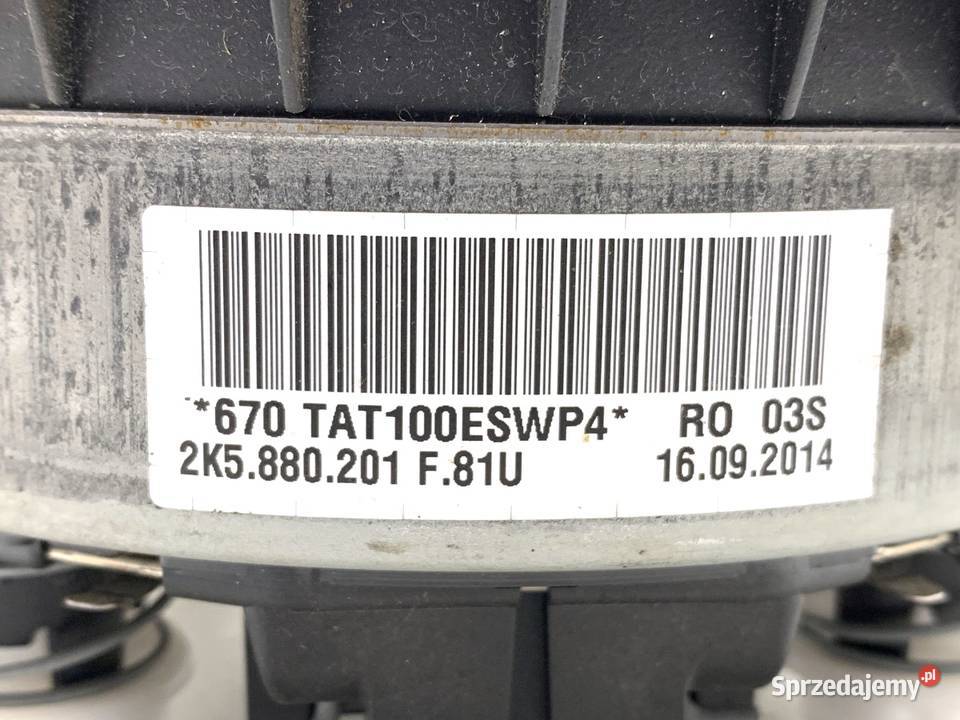 *670 TAT100ESWP4* RO 03S
2K5.880.201 F.81U 16.09.2014
Sprzedajemy.pl